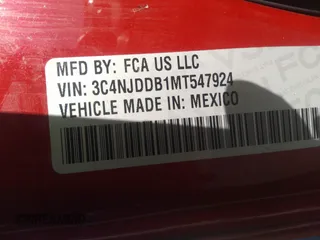 MFD BY: FCA US LLC
VIN: 3C4NJDDB1MT547924
VEHICLE MADE IN: MEXICO